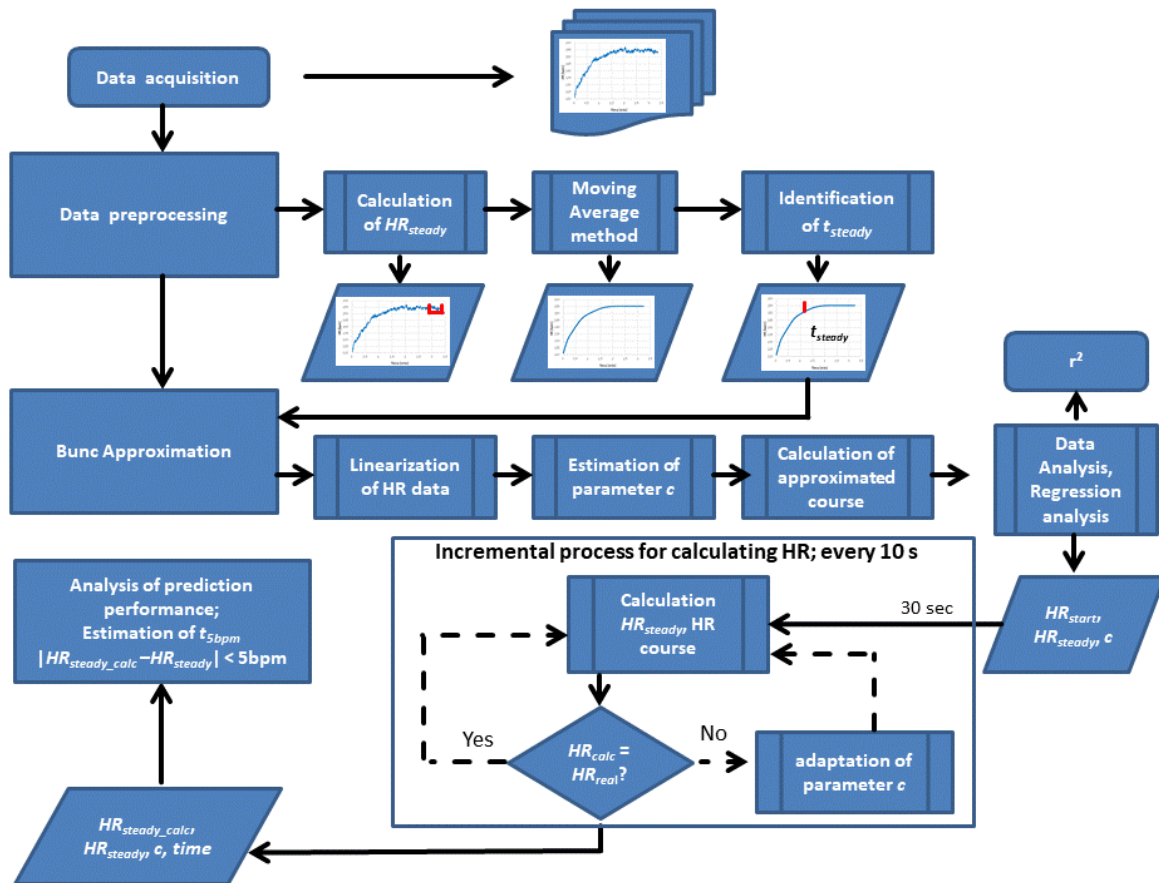 Data acquisition
Data preprocessing
Calculation
of HRsteady
Moving
Average
method
Identification
of tsteady
tsteady
Bunc Approximation
Linearization
of HR data
Estimation of
parameter c
Calculation of
approximated
course
r²
Data
Analysis,
Regression
analysis
HRstart,
HRsteady, c
30 sec
Incremental process for calculating HR; every 10 s
Calculation
HRsteady, HR
course
HRcalc =
HRreal?
Yes
No
adaptation of
parameter c
Analysis of prediction
performance;
Estimation of t5bpm
|HRsteady_calc–HRsteady| < 5bpm
HRsteady_calc,
HRsteady, c, time